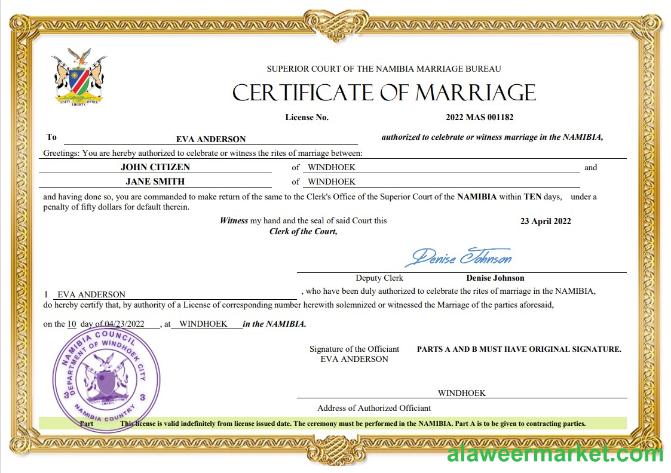 SUPERIOR COURT OF THE NAMIBIA MARRIAGE BUREAU
CERTIFICATE OF MARRIAGE
License No. 2022 MAS 001182
To EVA ANDERSON authorized to celebrate or witness marriage in the NAMIBIA,
Greetings: You are hereby authorized to celebrate or witness the rites of marriage between:
JOHN CITIZEN of WINDHOEK and
JANE SMITH of WINDHOEK
and having done so, you are commanded to make return of the same to the Clerk's Office of the Superior Court of the NAMIBIA within TEN days, under a
penalty of fifty dollars for default therein.
Witness my hand and the seal of said Court this 23 April 2022
Clerk of the Court,
Denise Johnson
Deputy Clerk Denise Johnson
I EVA ANDERSON , who have been duly authorized to celebrate the rites of marriage in the NAMIBIA,
do hereby certify that, by authority of a License of corresponding number herewith solemnized or witnessed the Marriage of the parties aforesaid,
on the 10 day of 04/23/2022 , at WINDHOEK in the NAMIBIA.
Signature of the Officiant PARTS A AND B MUST HAVE ORIGINAL SIGNATURE.
EVA ANDERSON
NAMIBIA COUNCIL
DEPARTMENT OF WINDHOEK CITY
3 3
NAMIBIA COUNTRY
WINDHOEK
Address of Authorized Officiant
Part This license is valid indefinitely from license issued date. The ceremony must be performed in the NAMIBIA. Part A is to be given to contracting parties.
alaweermarket.com